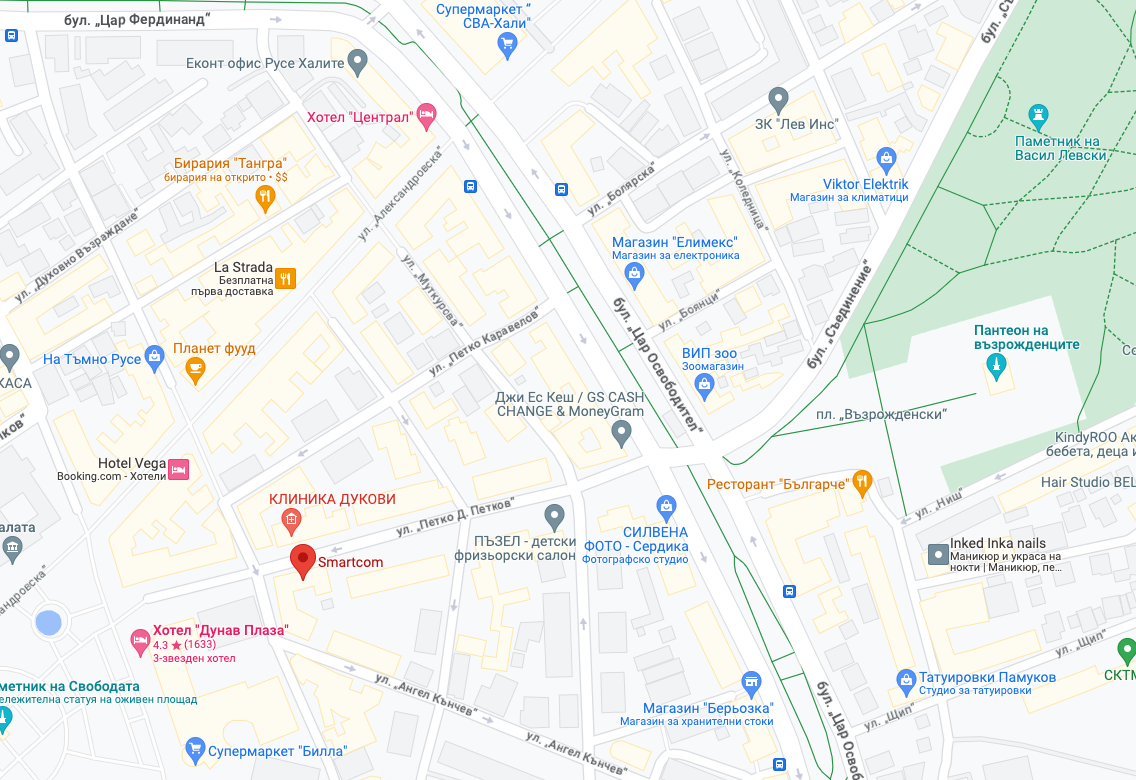 Супермаркет “
СВА-Хали"
бул. „Цар Фердинанд“
бул. „Съ
Еконт офис Русе Халите
Хотел "Централ"
ЗК "Лев Инс"
Паметник на
Васил Левски
Бирария "Тангра"
бирария на открито • $$
ул. „Александровска“
ул. „Болярска“
ул. „Коледница“
Viktor Elektrik
Магазин за климатици
ул. „Духовно Възраждане“
La Strada
Безплатна
първа доставка
Магазин "Елимекс"
Магазин за електроника
ул. „Муткурова“
ул. „Боянци“
бул. „Съединение“
ул. „Петко Каравелов“
бул. „Цар Освободител“
Пантеон на
възрожденците
Планет фууд
На Тъмно Русе
ВИП зоо
Зоомагазин
Се
КАСА
Джи Ес Кеш / GS CASH
CHANGE & MoneyGram
пл. „Възрожденски“
ков“
KindyROO Ак
бебета, деца и
Hotel Vega
Booking.com - Хотели
Ресторант "Българче"
Hair Studio BEL
КЛИНИКА ДУКОВИ
ул. „Петко Д. Петков“
ул. „Ниш“
алата
ПЪЗЕЛ - детски
фризьорски салон
СИЛВЕНА
ФОТО - Сердика
Фотографско студио
Inked Inka nails
Маникюр и украса на
нокти | Маникюр, пе...
Smartcom
андровска“
Хотел "Дунав Плаза"
4.3 ★ (1633)
3-звезден хотел
ул. „Щип“
СКТМ
метник на Свободата
ележителна статуя на оживен площад
ул. „Ангел Кънчев“
Татуировки Памуков
Студио за татуировки
Магазин "Берьозка"
Магазин за хранителни стоки
бул. „Цар Освоб
ул. „Щип“
Супермаркет "Билла"
ул. „Ангел Кънчев“